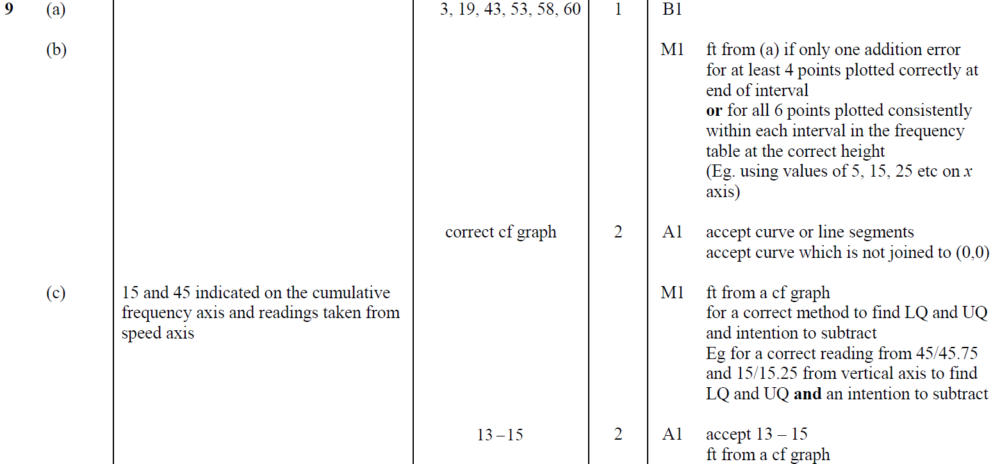 9 (a) 3, 19, 43, 53, 58, 60 1 B1
(b) M1 ft from (a) if only one addition error
for at least 4 points plotted correctly at
end of interval
or for all 6 points plotted consistently
within each interval in the frequency
table at the correct height
(Eg. using values of 5, 15, 25 etc on x
axis)
correct cf graph 2 A1 accept curve or line segments
accept curve which is not joined to (0,0)
(c) 15 and 45 indicated on the cumulative M1 ft from a cf graph
frequency axis and readings taken from for a correct method to find LQ and UQ
speed axis and intention to subtract
Eg for a correct reading from 45/45.75
and 15/15.25 from vertical axis to find
LQ and UQ and an intention to subtract
13 – 15 2 A1 accept 13 – 15
ft from a cf graph